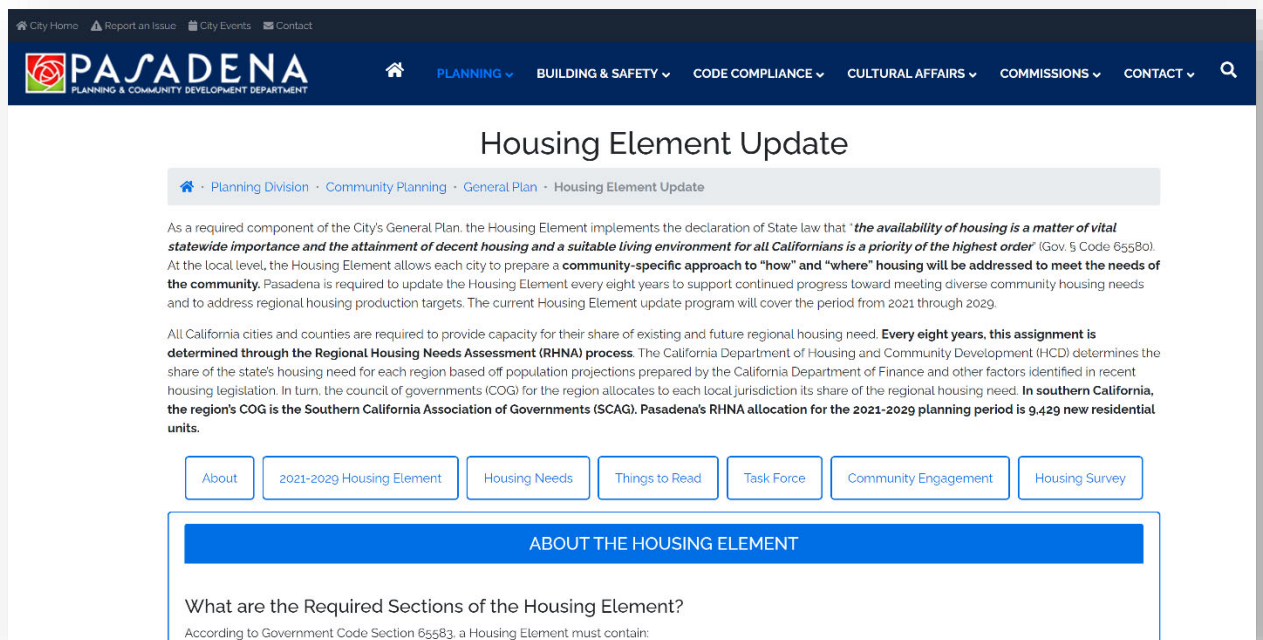 City Home Report an Issue City Events Contact
PASADENA
PLANNING & COMMUNITY DEVELOPMENT DEPARTMENT
PLANNING BUILDING & SAFETY CODE COMPLIANCE CULTURAL AFFAIRS COMMISSIONS CONTACT
Housing Element Update
· Planning Division · Community Planning · General Plan · Housing Element Update
As a required component of the City's General Plan, the Housing Element implements the declaration of State law that "the availability of housing is a matter of vital
statewide importance and the attainment of decent housing and a suitable living environment for all Californians is a priority of the highest order" (Gov. § Code 65580).
At the local level, the Housing Element allows each city to prepare a community-specific approach to "how" and "where" housing will be addressed to meet the needs of
the community. Pasadena is required to update the Housing Element every eight years to support continued progress toward meeting diverse community housing needs
and to address regional housing production targets. The current Housing Element update program will cover the period from 2021 through 2029.
All California cities and counties are required to provide capacity for their share of existing and future regional housing need. Every eight years, this assignment is
determined through the Regional Housing Needs Assessment (RHNA) process. The California Department of Housing and Community Development (HCD) determines the
share of the state's housing need for each region based off population projections prepared by the California Department of Finance and other factors identified in recent
housing legislation. In turn, the council of governments (COG) for the region allocates to each local jurisdiction its share of the regional housing need. In southern California,
the region's COG is the Southern California Association of Governments (SCAG). Pasadena's RHNA allocation for the 2021-2029 planning period is 9,429 new residential
units.
About 2021-2029 Housing Element Housing Needs Things to Read Task Force Community Engagement Housing Survey
ABOUT THE HOUSING ELEMENT
What are the Required Sections of the Housing Element?
According to Government Code Section 65583, a Housing Element must contain: